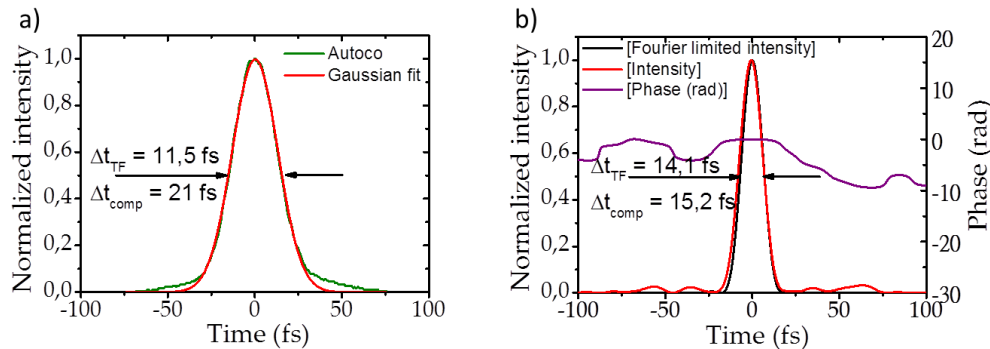 a)
Normalized intensity
1,0
0,8
0,6
0,4
0,2
0,0
Autoco
Gaussian fit
Δt_TF = 11,5 fs
Δt_comp = 21 fs
-100 -50 0 50 100
Time (fs)
b)
Normalized intensity
1,0
0,8
0,6
0,4
0,2
0,0
[Fourier limited intensity]
[Intensity]
[Phase (rad)]
Δt_TF = 14,1 fs
Δt_comp = 15,2 fs
20
10
0
-10
-20
-30
Phase (rad)
-100 -50 0 50 100
Time (fs)